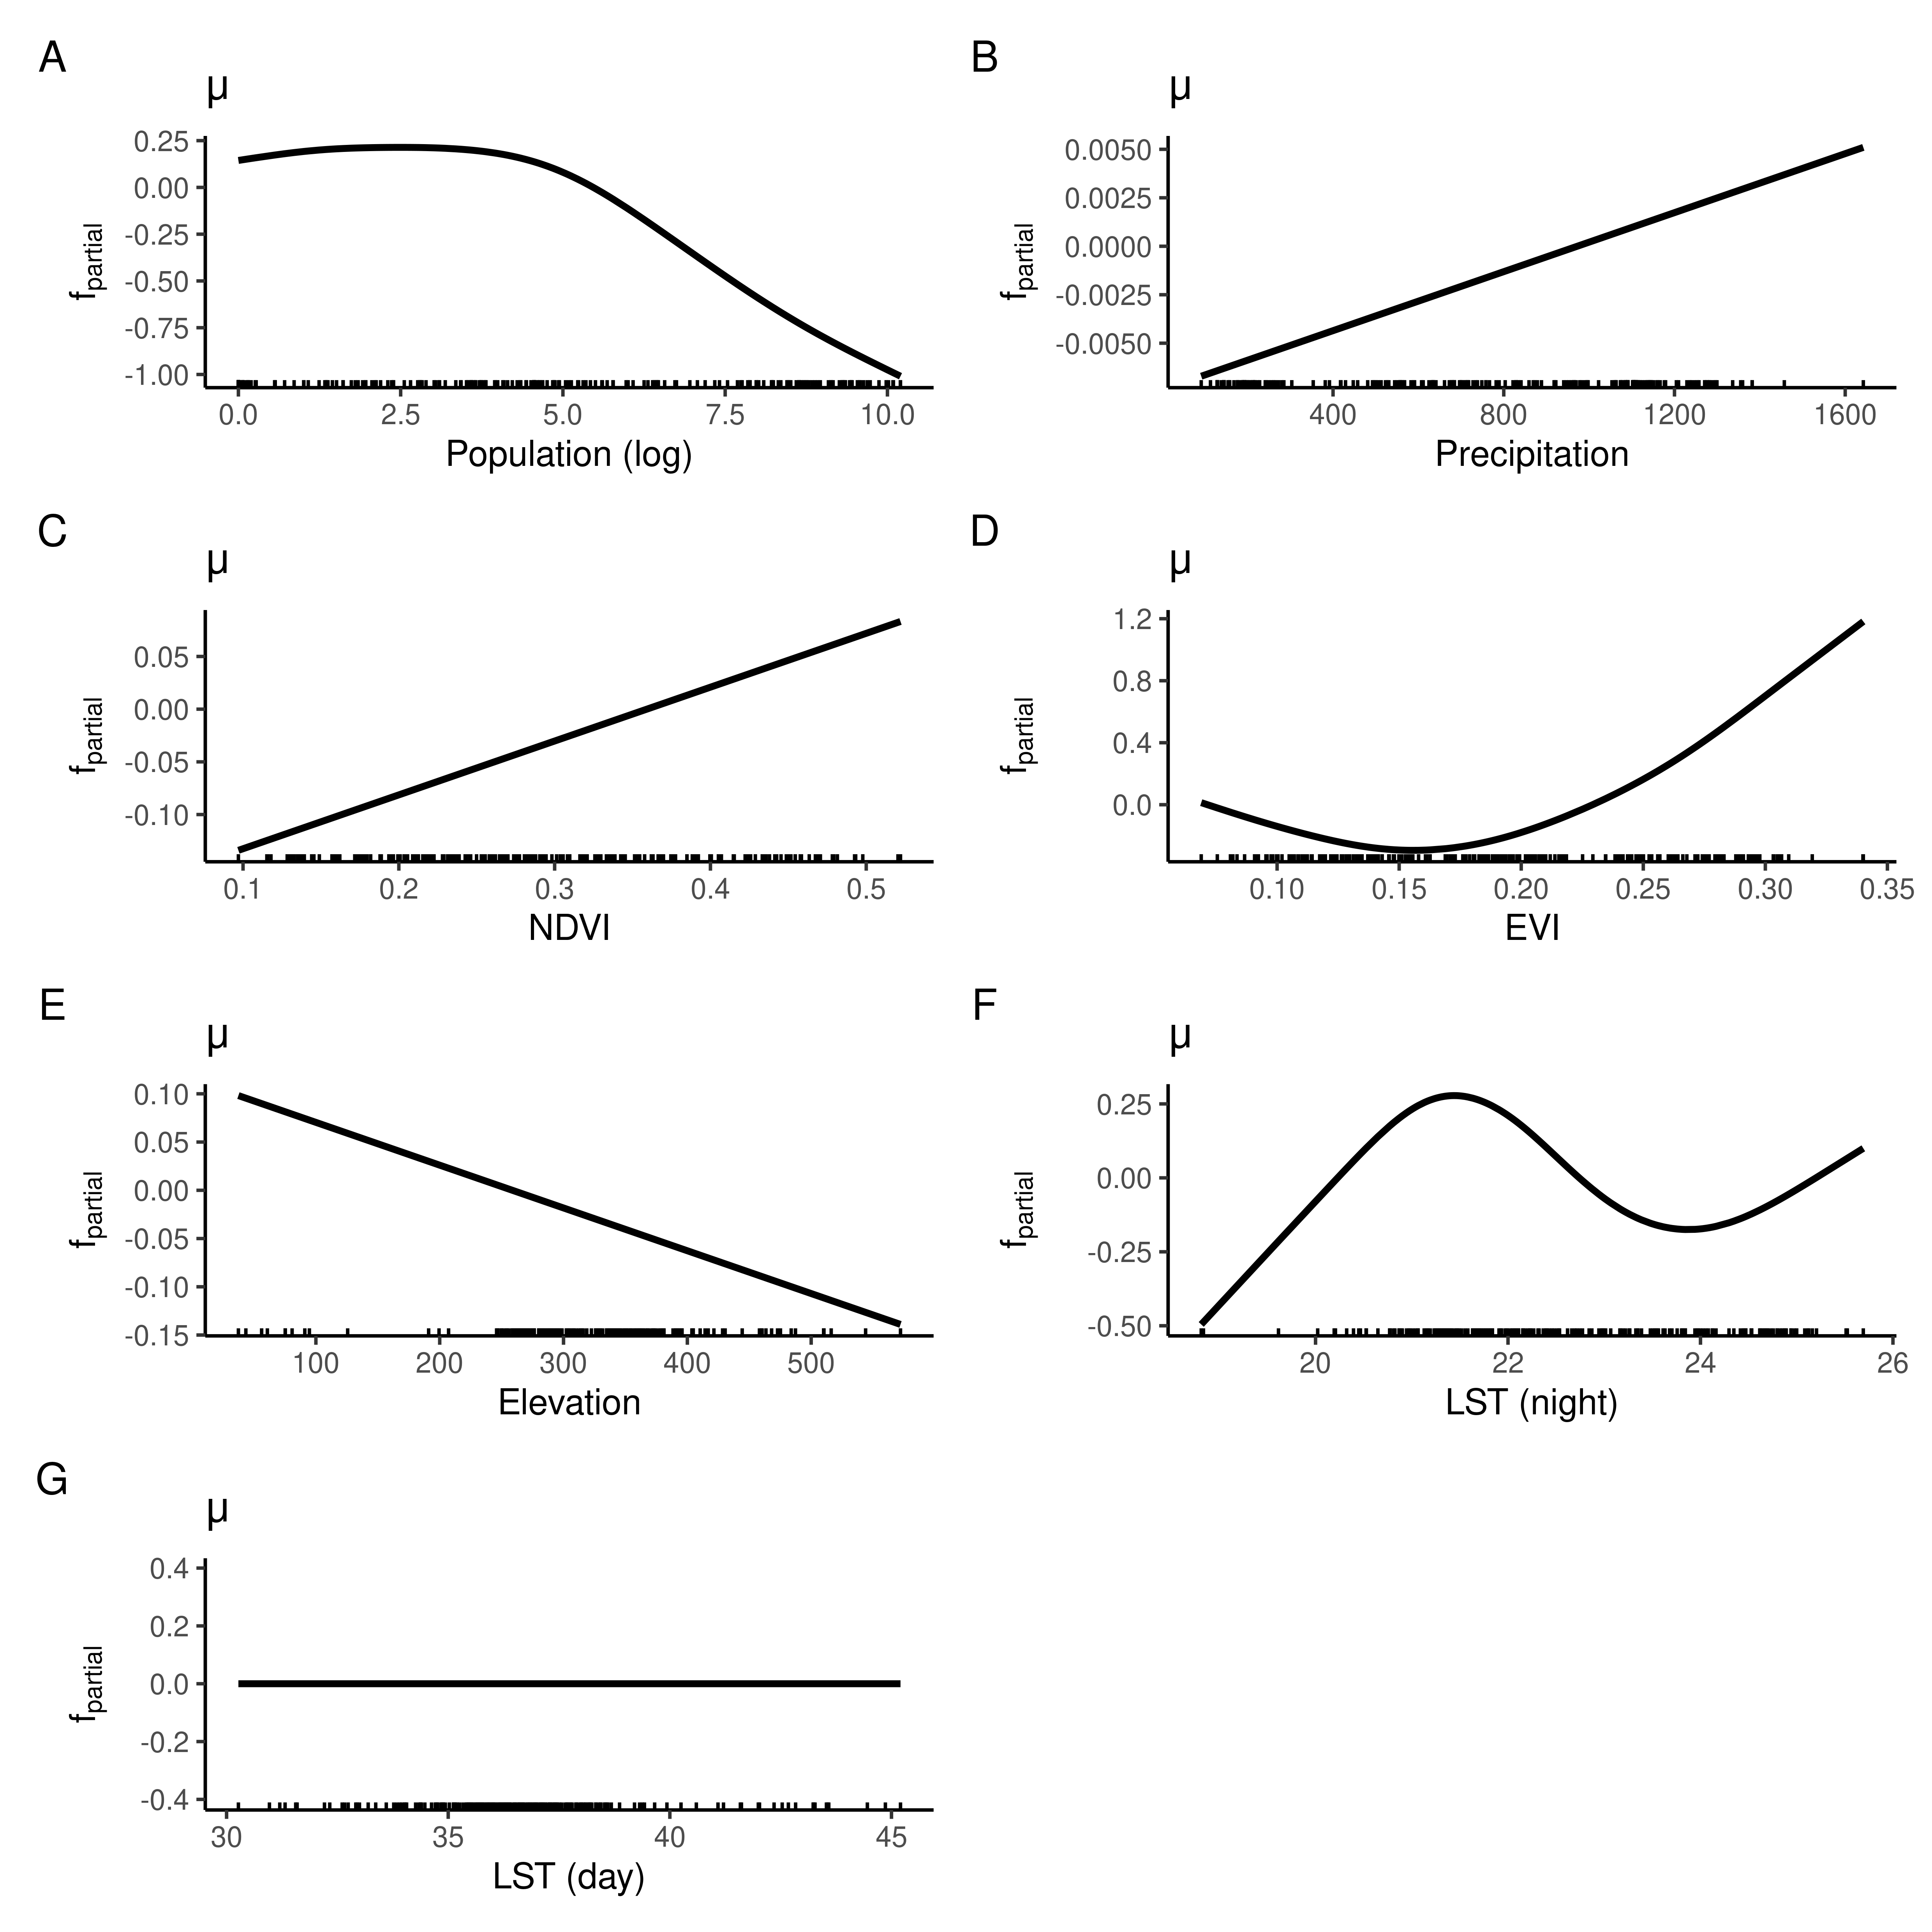 A
µ
0.25
0.00
-0.25
-0.50
-0.75
-1.00
fpartial
0.0 2.5 5.0 7.5 10.0
Population (log)
B
µ
0.0050
0.0025
0.0000
-0.0025
-0.0050
fpartial
400 800 1200 1600
Precipitation
C
µ
0.05
0.00
-0.05
-0.10
fpartial
0.1 0.2 0.3 0.4 0.5
NDVI
D
µ
1.2
0.8
0.4
0.0
fpartial
0.10 0.15 0.20 0.25 0.30 0.35
EVI
E
µ
0.10
0.05
0.00
-0.05
-0.10
-0.15
fpartial
100 200 300 400 500
Elevation
F
µ
0.25
0.00
-0.25
-0.50
fpartial
20 22 24 26
LST (night)
G
µ
0.4
0.2
0.0
-0.2
-0.4
fpartial
30 35 40 45
LST (day)